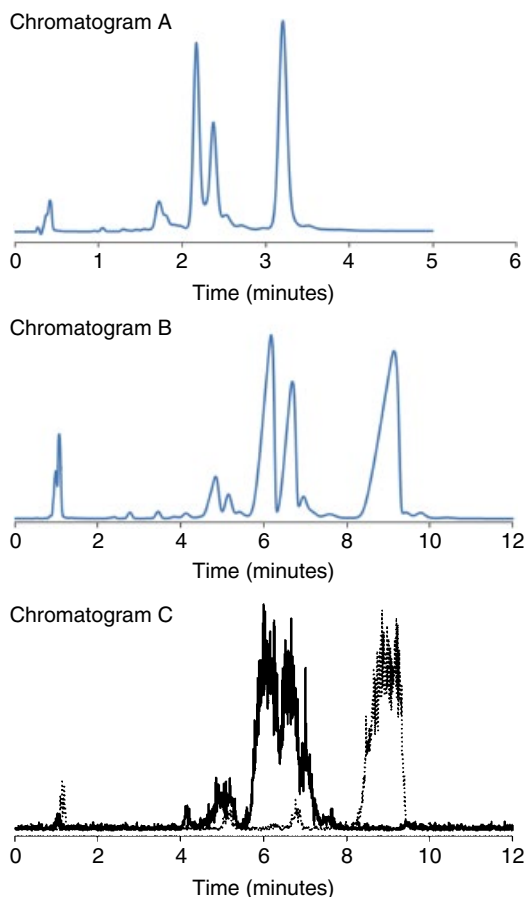 Chromatogram A
0 1 2 3 4 5 6
Time (minutes)
Chromatogram B
0 2 4 6 8 10 12
Time (minutes)
Chromatogram C
0 2 4 6 8 10 12
Time (minutes)